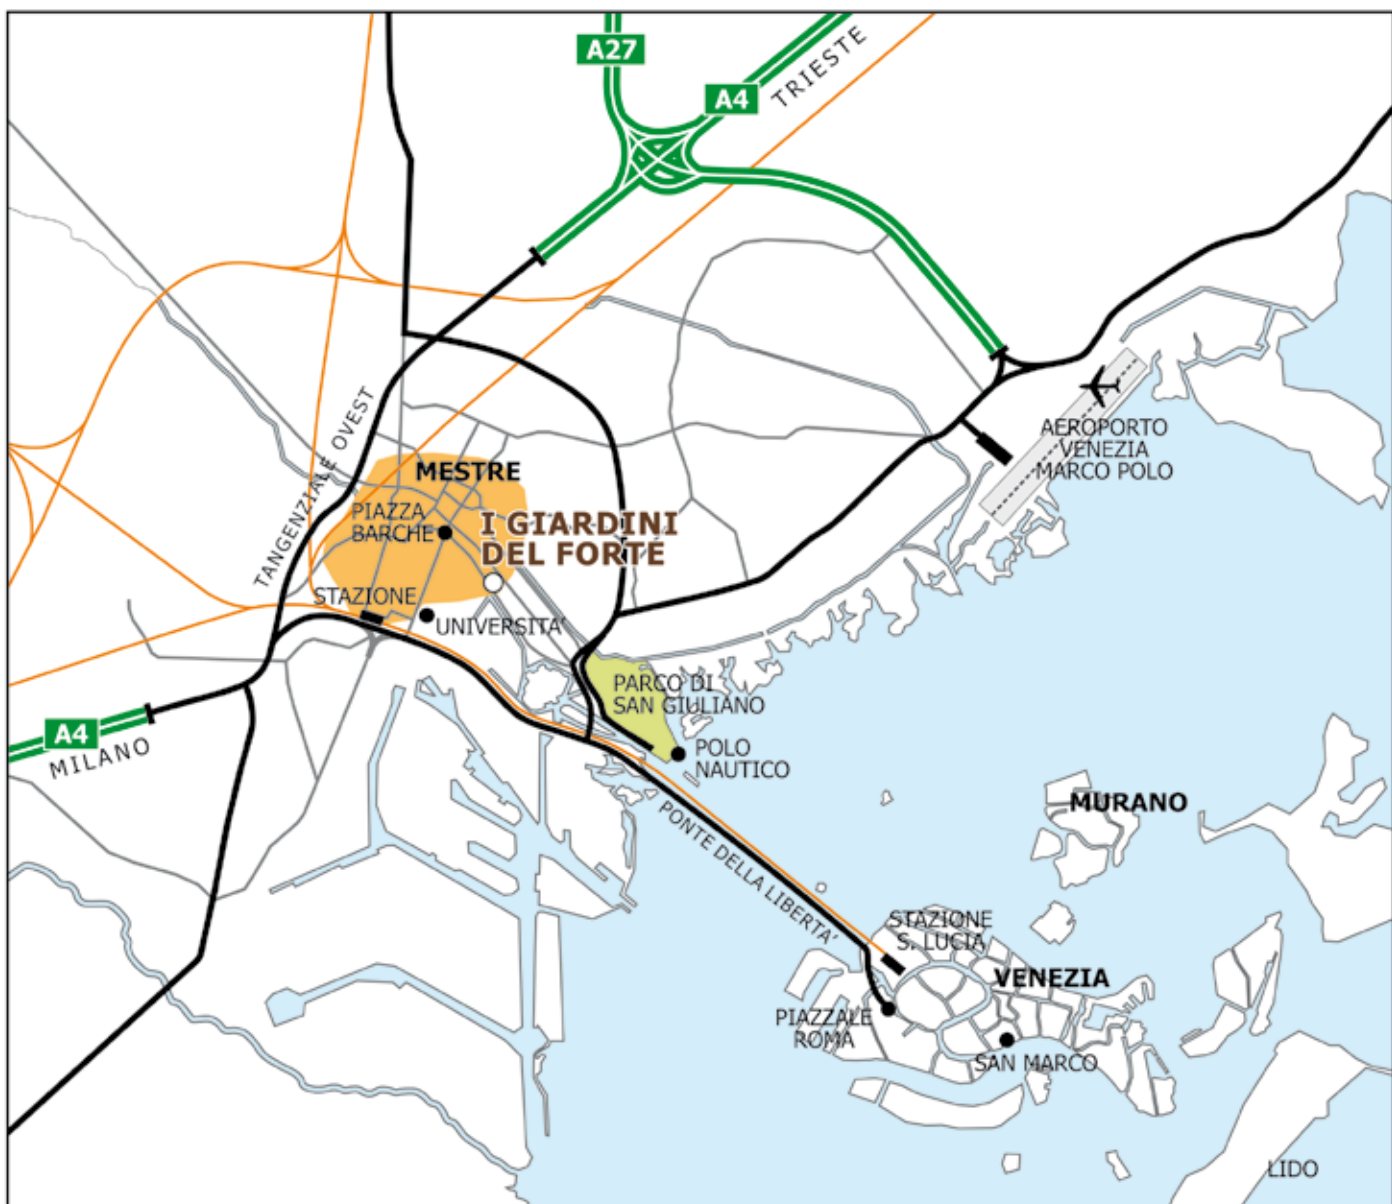 A27
A4
TRIESTE
TANGENZIALE OVEST
AEROPORTO
VENEZIA
MARCO POLO
MESTRE
PIAZZA
BARCHE
I GIARDINI
DEL FORTE
STAZIONE
UNIVERSITA'
PARCO DI
SAN GIULIANO
A4
MILANO
POLO
NAUTICO
PONTE DELLA LIBERTA'
MURANO
STAZIONE
S. LUCIA
VENEZIA
PIAZZALE
ROMA
SAN MARCO
LIDO